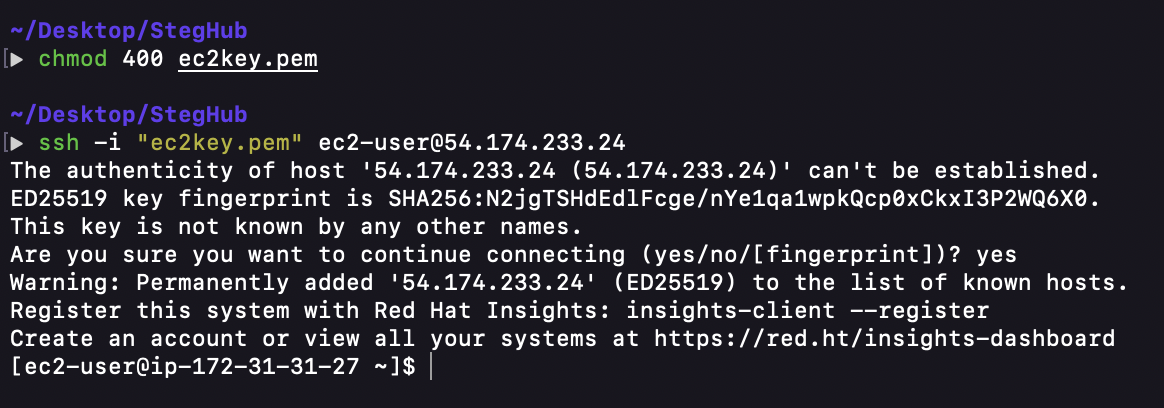 ~/Desktop/StegHub
[▶ chmod 400 ec2key.pem
~/Desktop/StegHub
[▶ ssh -i "ec2key.pem" ec2-user@54.174.233.24
The authenticity of host '54.174.233.24 (54.174.233.24)' can't be established.
ED25519 key fingerprint is SHA256:N2jgTSHdEdlFcge/nYe1qa1wpkQcp0xCkxI3P2WQ6X0.
This key is not known by any other names.
Are you sure you want to continue connecting (yes/no/[fingerprint])? yes
Warning: Permanently added '54.174.233.24' (ED25519) to the list of known hosts.
Register this system with Red Hat Insights: insights-client --register
Create an account or view all your systems at https://red.ht/insights-dashboard
[ec2-user@ip-172-31-31-27 ~]$